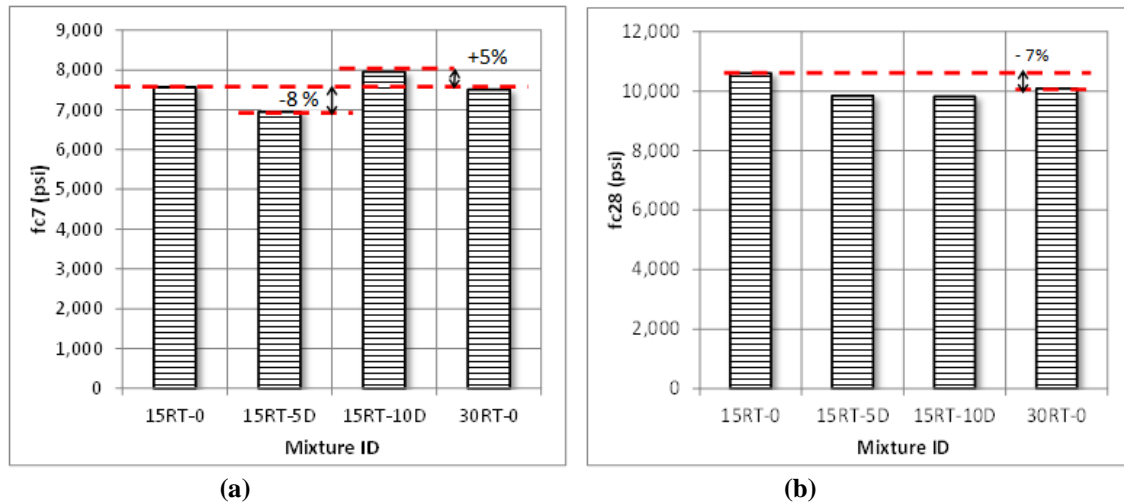 9,000
8,000
7,000
6,000
5,000
4,000
3,000
2,000
1,000
0
fc7 (psi)
+5%
-8 %
15RT-0 15RT-5D 15RT-10D 30RT-0
Mixture ID
(a)
12,000
10,000
8,000
6,000
4,000
2,000
0
fc28 (psi)
- 7%
15RT-0 15RT-5D 15RT-10D 30RT-0
Mixture ID
(b)